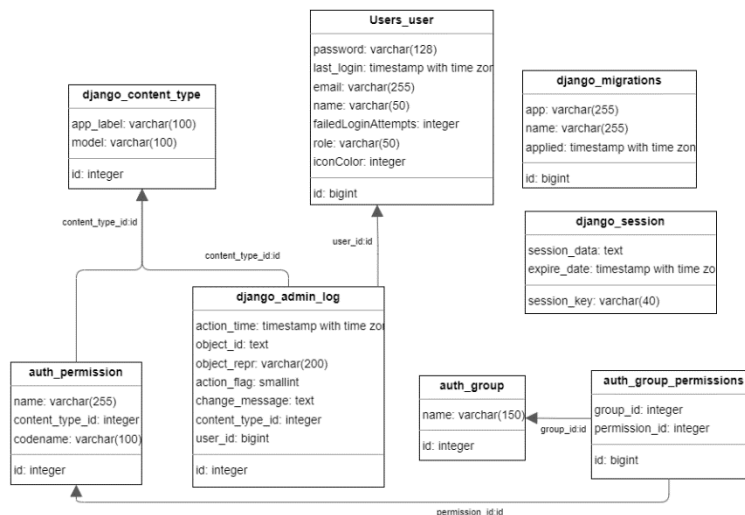 Users_user
password: varchar(128)
last_login: timestamp with time zon
email: varchar(255)
name: varchar(50)
failedLoginAttempts: integer
role: varchar(50)
iconColor: integer
id: bigint
django_content_type
app_label: varchar(100)
model: varchar(100)
id: integer
django_migrations
app: varchar(255)
name: varchar(255)
applied: timestamp with time zon
id: bigint
content_type_id:id
content_type_id:id
user_id:id
django_session
session_data: text
expire_date: timestamp with time zo
session_key: varchar(40)
django_admin_log
action_time: timestamp with time zon
object_id: text
object_repr: varchar(200)
action_flag: smallint
change_message: text
content_type_id: integer
user_id: bigint
id: integer
auth_permission
name: varchar(255)
content_type_id: integer
codename: varchar(100)
id: integer
auth_group
name: varchar(150)
id: integer
group_id:id
auth_group_permissions
group_id: integer
permission_id: integer
id: bigint
permission_id:id